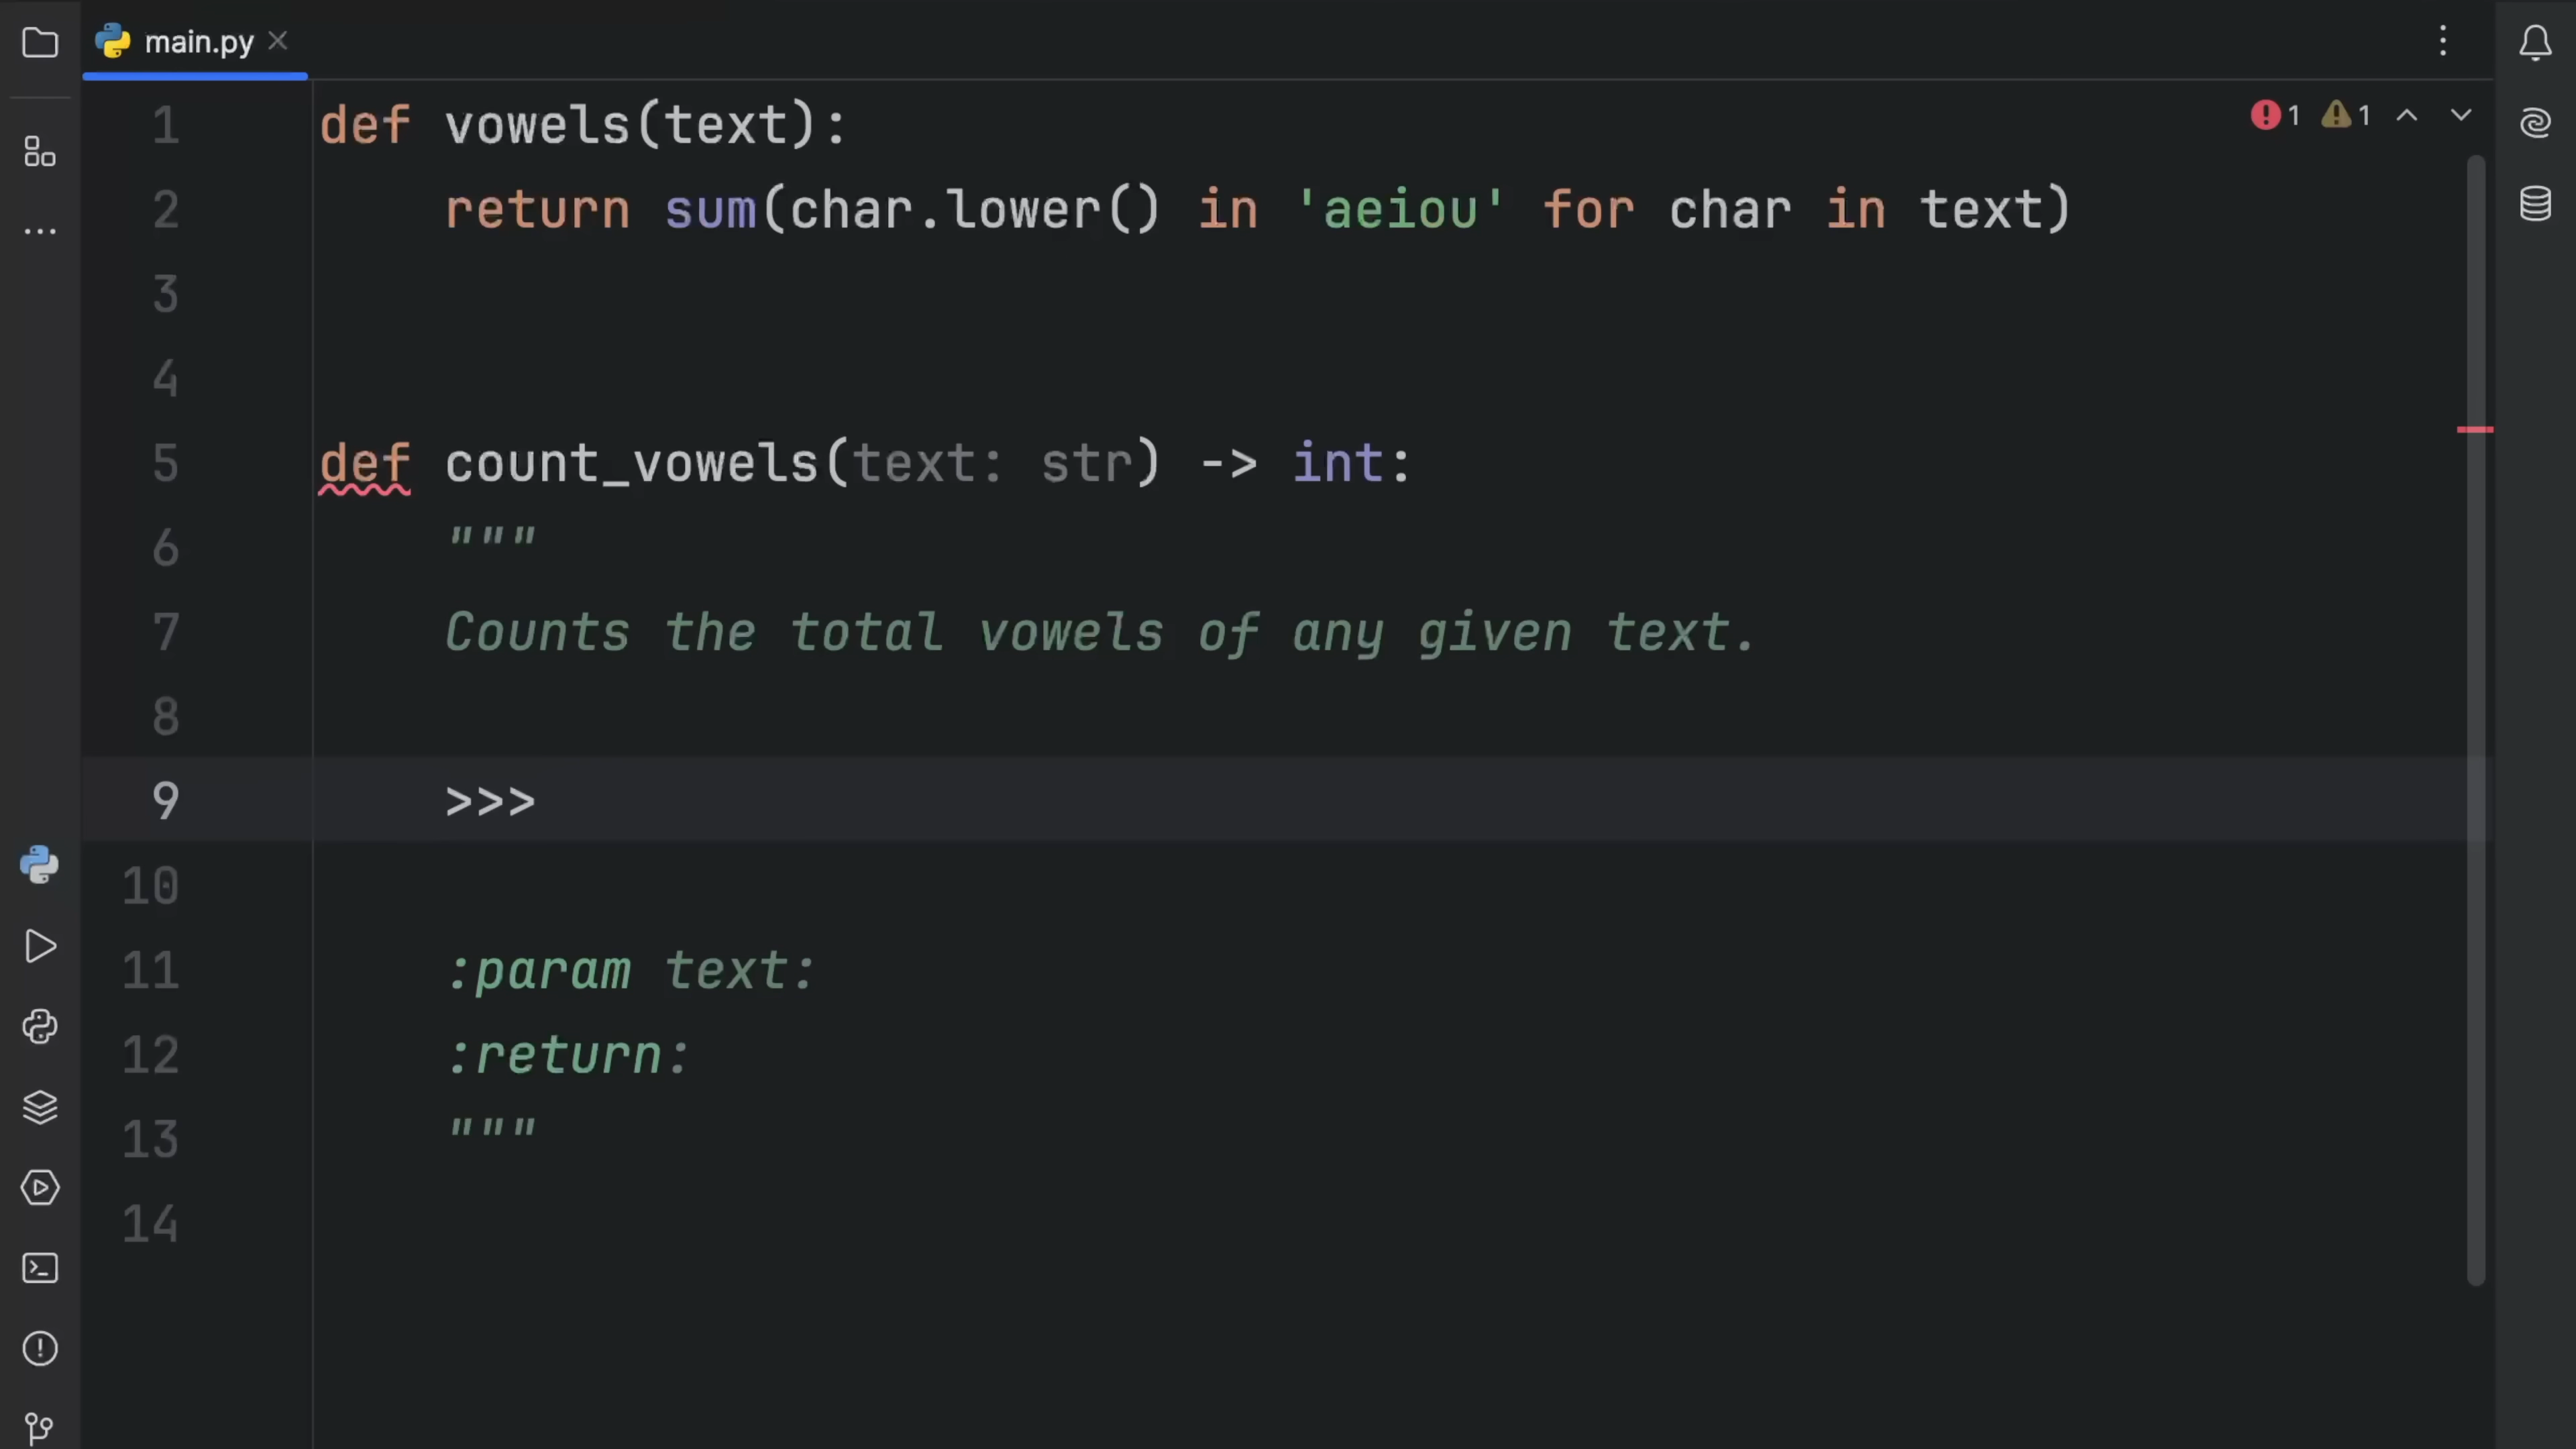 main.py
1 1
1 def vowels(text):
2 return sum(char.lower() in 'aeiou' for char in text)
3
4
5 def count_vowels(text: str) -> int:
6 """
7 Counts the total vowels of any given text.
8
9 >>>
10
11 :param text:
12 :return:
13 """
14